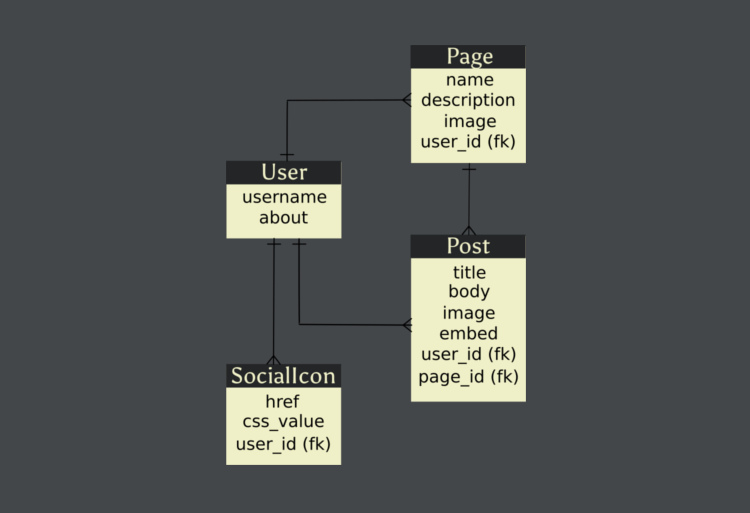 Page
name
description
image
user_id (fk)
User
username
about
Post
title
body
image
embed
user_id (fk)
page_id (fk)
SocialIcon
href
css_value
user_id (fk)